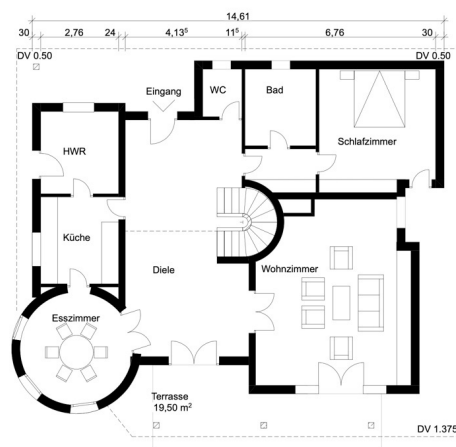 14,61
30 2,76 24 4,13⁵ 11⁵ 6,76 30
DV 0.50 DV 0.50
Eingang
WC
Bad
Schlafzimmer
HWR
Küche
Diele
Wohnzimmer
Esszimmer
Terrasse
19,50 m²
DV 1.375